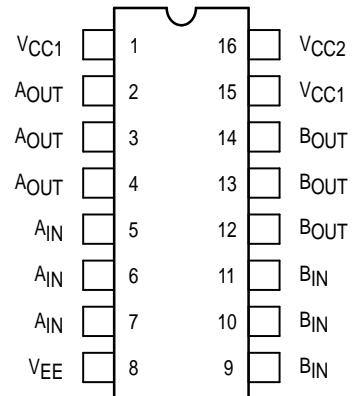 VCC1 1 16 VCC2
AOUT 2 15 VCC1
AOUT 3 14 BOUT
AOUT 4 13 BOUT
AIN 5 12 BOUT
AIN 6 11 BIN
AIN 7 10 BIN
VEE 8 9 BIN